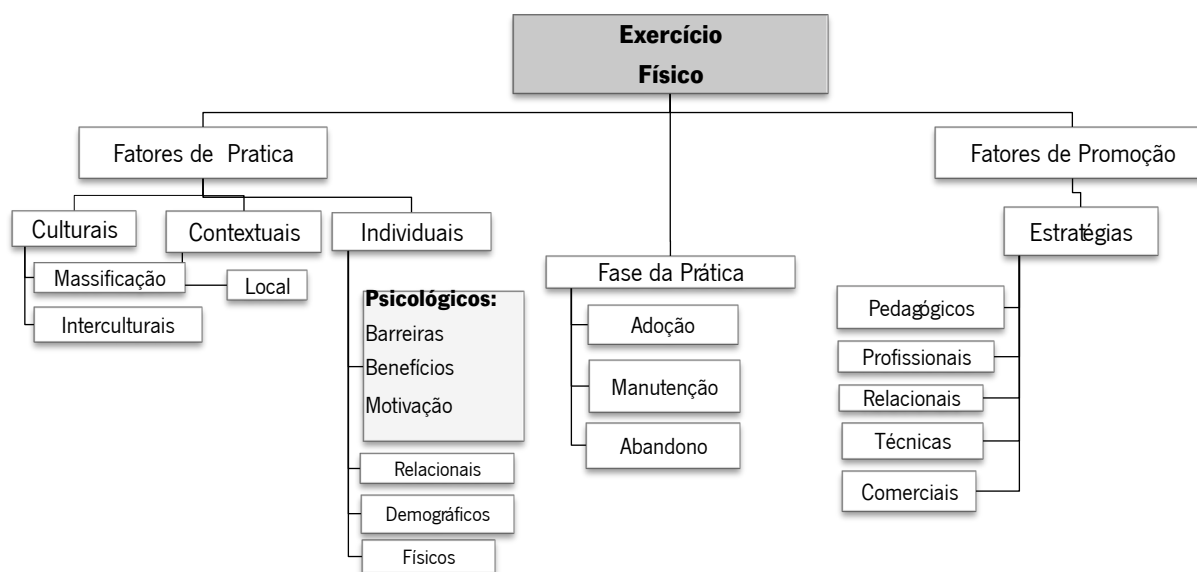 Exercício
Físico
Fatores de Pratica
Fatores de Promoção
Culturais
Contextuais
Individuais
Estratégias
Massificação
Local
Interculturais
Fase da Prática
Psicológicos:
Barreiras
Benefícios
Motivação
Adoção
Manutenção
Abandono
Pedagógicos
Profissionais
Relacionais
Técnicas
Comerciais
Relacionais
Demográficos
Físicos